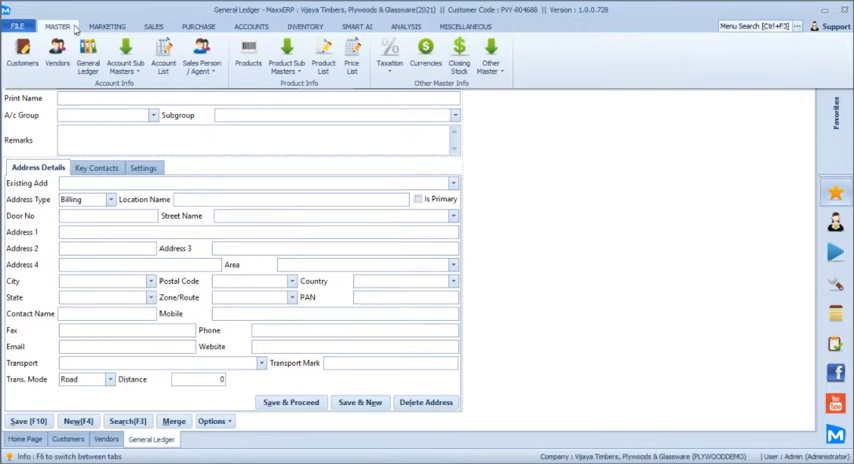 General Ledger - MaxxERP : Vijaya Timbers, Plywoods & Glassware(2021) || Customer Code : PVY-804688 || Version : 1.0.0.728
FILE MASTER MARKETING SALES PURCHASE ACCOUNTS INVENTORY SMART AI ANALYSIS MISCELLANEOUS Menu Search [Ctrl+F3] Support
Customers Vendors General Ledger Account Sub Masters Account List Sales Person / Agent Products Product Sub Masters Product List Price List Taxation Currencies Closing Stock Other Master
Account Info Product Info Other Master Info
Favorites
Print Name
A/c Group Subgroup
Remarks
Address Details Key Contacts Settings
Existing Add
Address Type Billing Location Name Is Primary
Door No Street Name
Address 1
Address 2 Address 3
Address 4 Area
City Postal Code Country
State Zone/Route PAN
Contact Name Mobile
Fax Phone
Email Website
Transport Transport Mark
Trans. Mode Road Distance 0
Save & Proceed Save & New Delete Address
Save [F10] New[F4] Search[F3] Merge Options
Home Page Customers Vendors General Ledger
Info : F6 to switch between tabs Company : Vijaya Timbers, Plywoods & Glassware (PLYWOODDEMO) User : Admin (Administrator)
You Tube